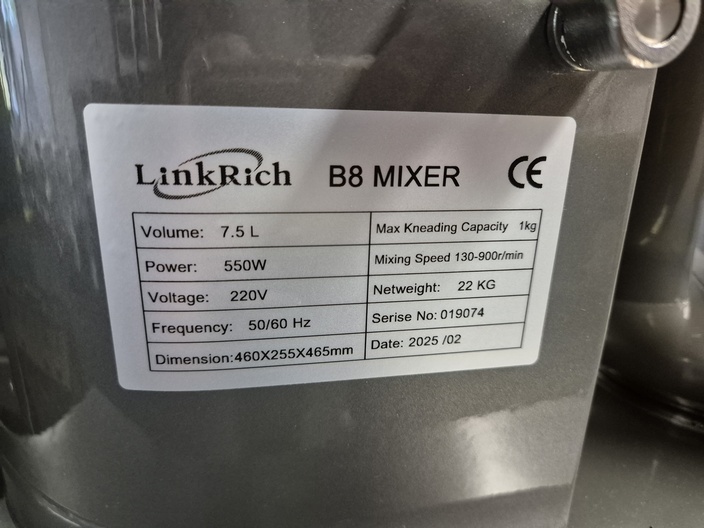 LinkRich B8 MIXER CE
Volume: 7.5 L
Max Kneading Capacity 1kg
Power: 550W
Mixing Speed 130-900r/min
Voltage: 220V
Netweight: 22 KG
Frequency: 50/60 Hz
Serise No: 019074
Dimension:460X255X465mm
Date: 2025 /02